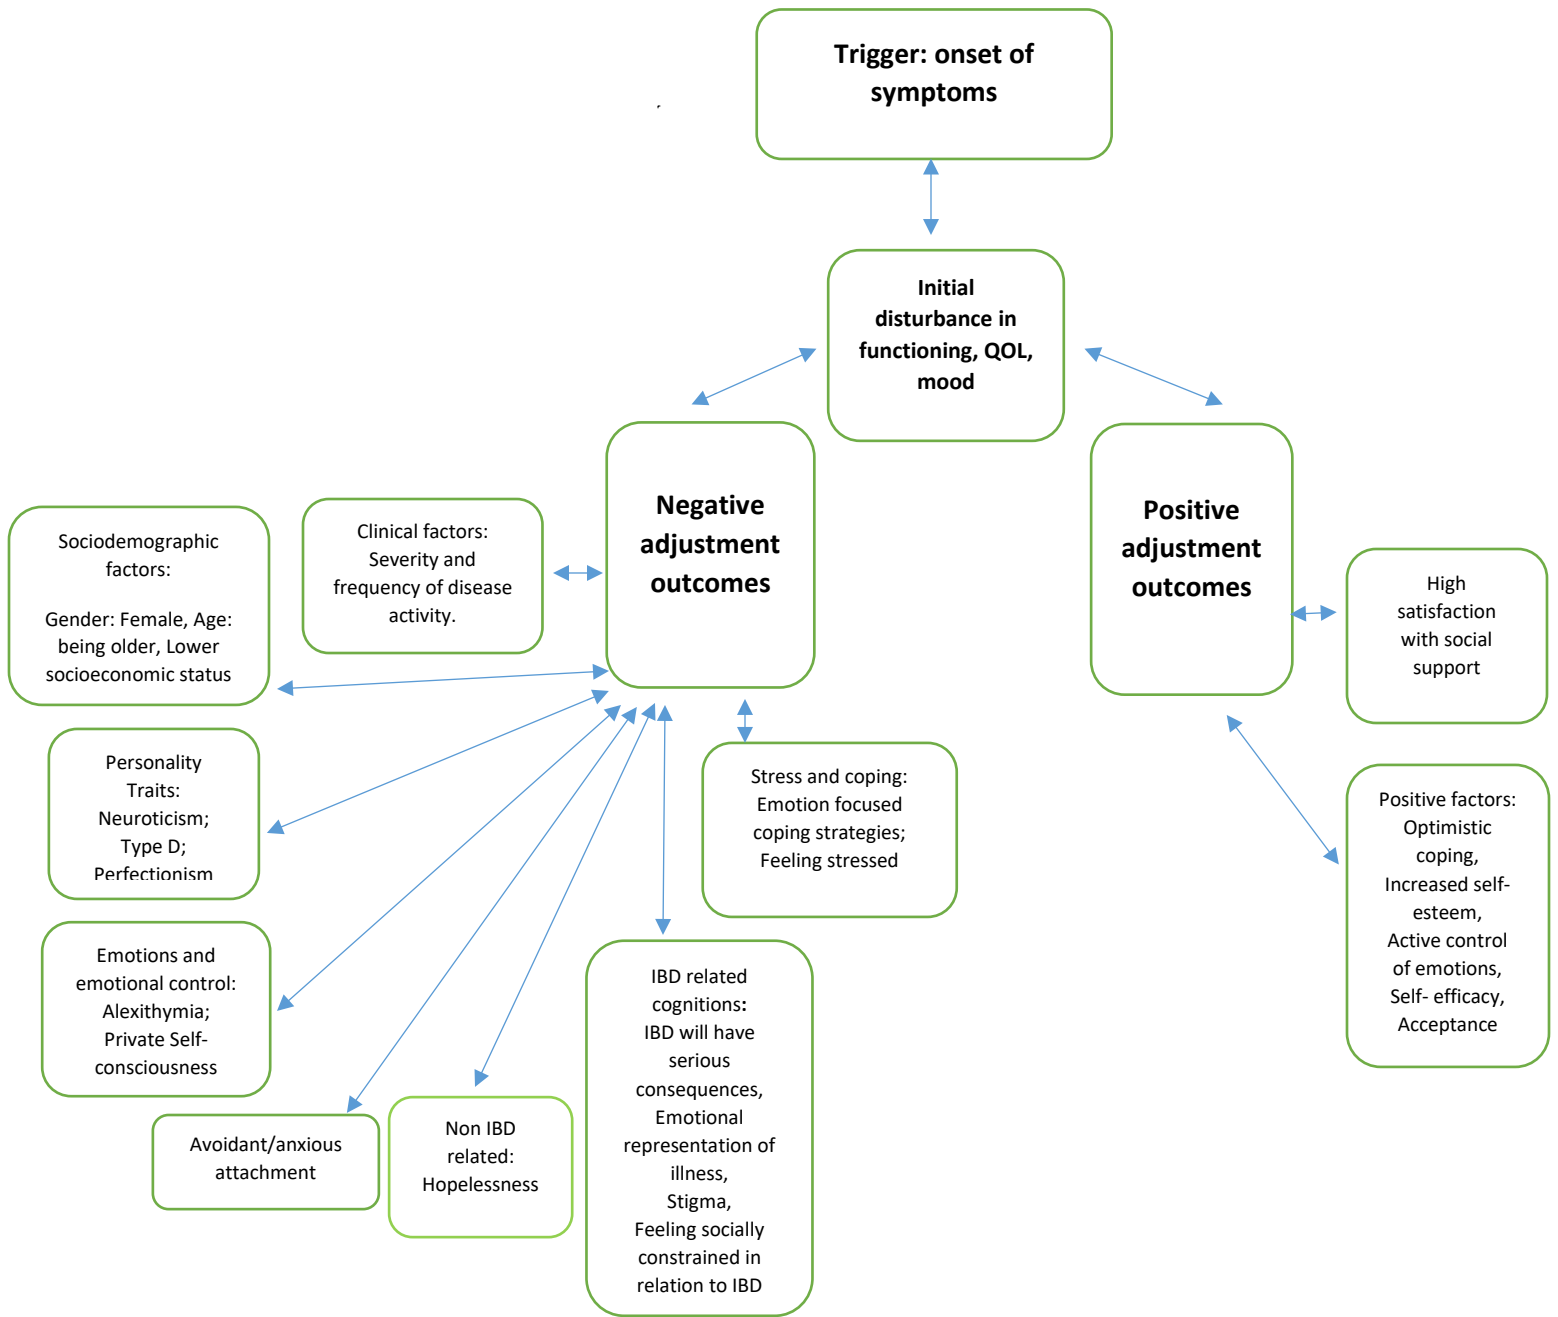 Trigger: onset of
symptoms
Initial
disturbance in
functioning, QOL,
mood
Negative
adjustment
outcomes
Positive
adjustment
outcomes
Clinical factors:
Severity and
frequency of disease
activity.
Sociodemographic
factors:
Gender: Female, Age:
being older, Lower
socioeconomic status
High
satisfaction
with social
support
Personality
Traits:
Neuroticism;
Type D;
Perfectionism
Stress and coping:
Emotion focused
coping strategies;
Feeling stressed
Positive factors:
Optimistic
coping,
Increased self-
esteem,
Active control
of emotions,
Self- efficacy,
Acceptance
Emotions and
emotional control:
Alexithymia;
Private Self-
consciousness
IBD related
cognitions:
IBD will have
serious
consequences,
Emotional
representation of
illness,
Stigma,
Feeling socially
constrained in
relation to IBD
Avoidant/anxious
attachment
Non IBD
related:
Hopelessness